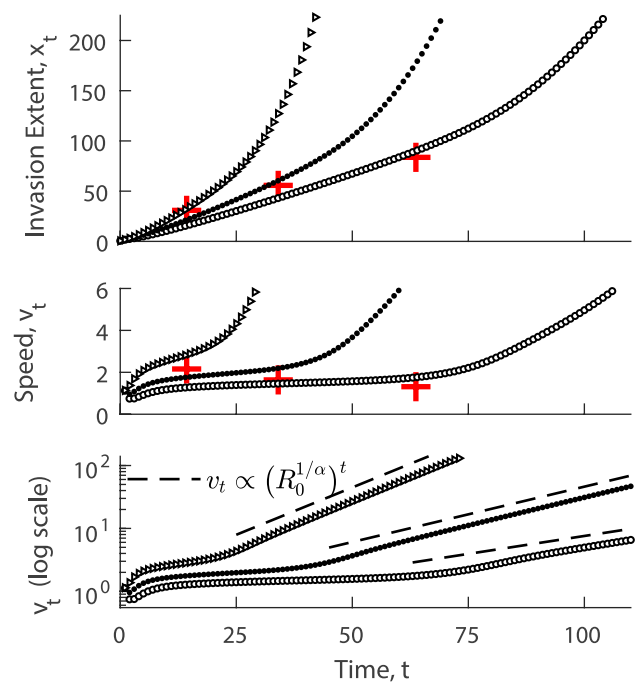 Invasion Extent, x_t
200
150
100
50
0
Speed, v_t
6
4
2
0
v_t (log scale)
10^2
10^1
10^0
v_t ∝ (R_0^{1/α})^t
0 25 50 75 100
Time, t